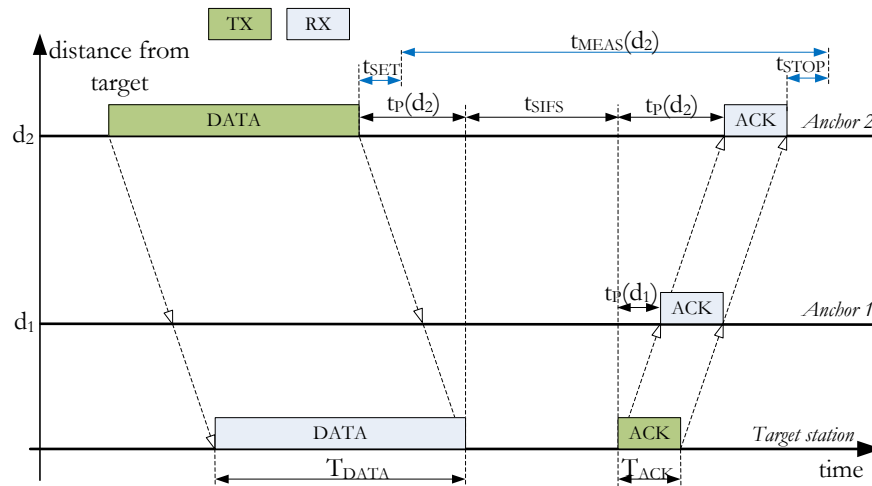 TX RX
distance from
target
tMEAS(d2)
tSET
tSTOP
tP(d2) tSIFS tP(d2)
DATA ACK
d2 Anchor 2
tP(d1)
ACK
d1 Anchor 1
DATA ACK Target station
TDATA TACK time